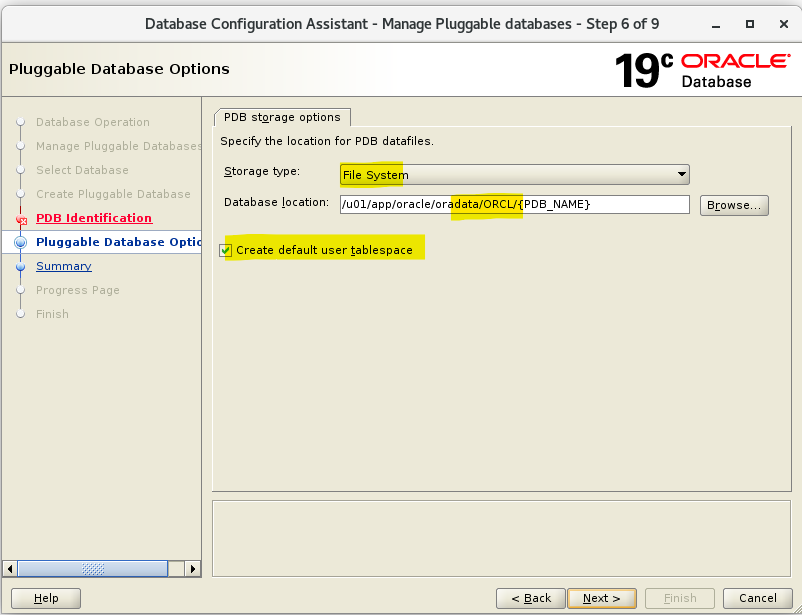 Database Configuration Assistant - Manage Pluggable databases - Step 6 of 9
Pluggable Database Options
19c ORACLE
Database
Database Operation
Manage Pluggable Databases
Select Database
Create Pluggable Database
PDB Identification
Pluggable Database Optio
Summary
Progress Page
Finish
PDB storage options
Specify the location for PDB datafiles.
Storage type: File System
Database location: /u01/app/oracle/oradata/ORCL/{PDB_NAME} Browse...
Create default user tablespace
Help < Back Next > Finish Cancel